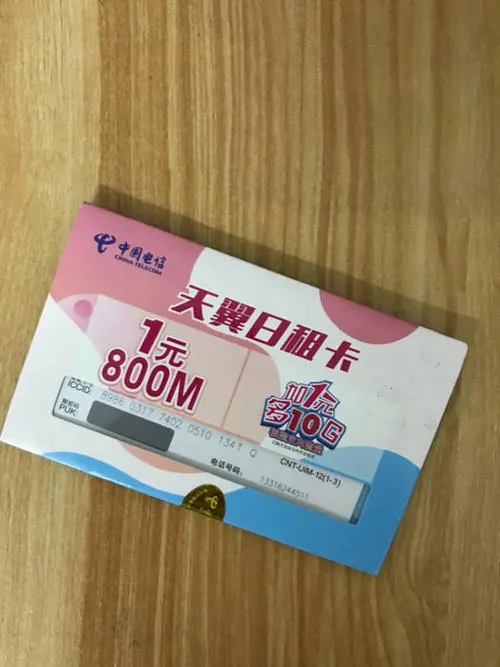 中国电信
CHINA TELECOM
天翼日租卡
1元
800M
加1元
多10G
ICCID: 8986 0317 7402 0510 1341 Q
PUK:
CNT-UIM-12(1-3)
电话号码: 13316244511